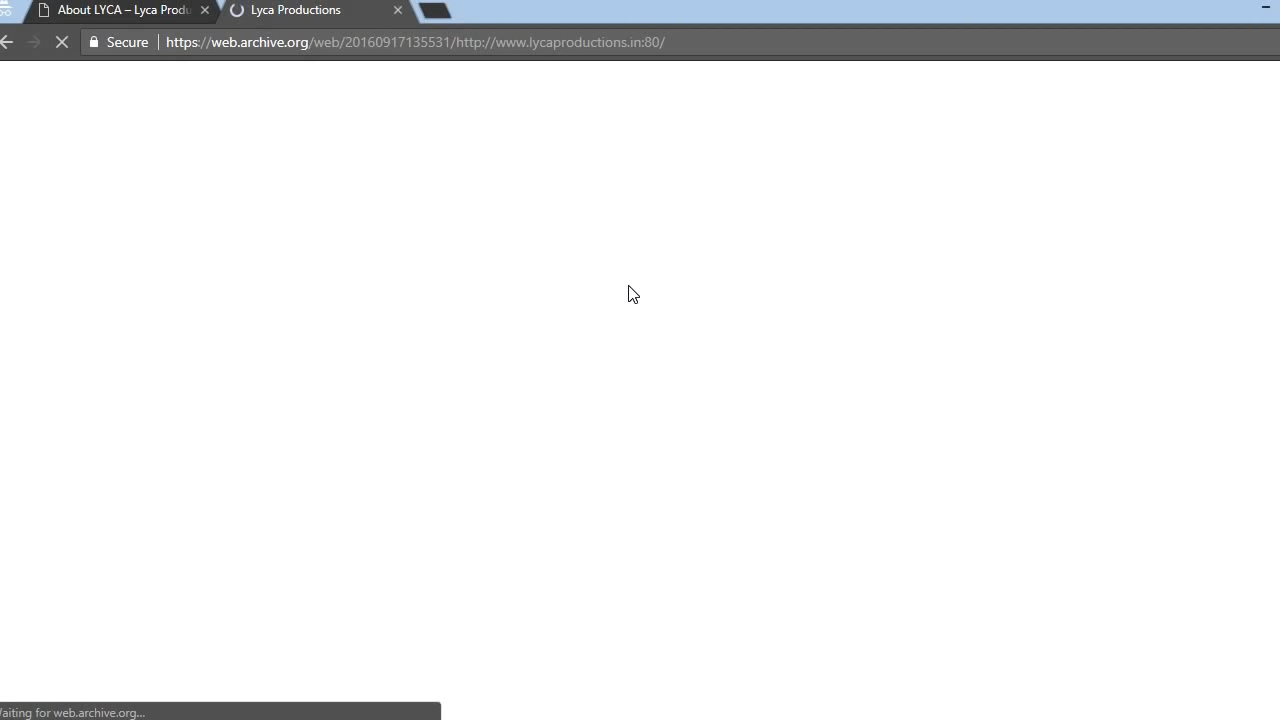 About LYCA – Lyca Produ
Lyca Productions
Secure
https://web.archive.org/web/20160917135531/http://www.lycaproductions.in:80/
aiting for web.archive.org...